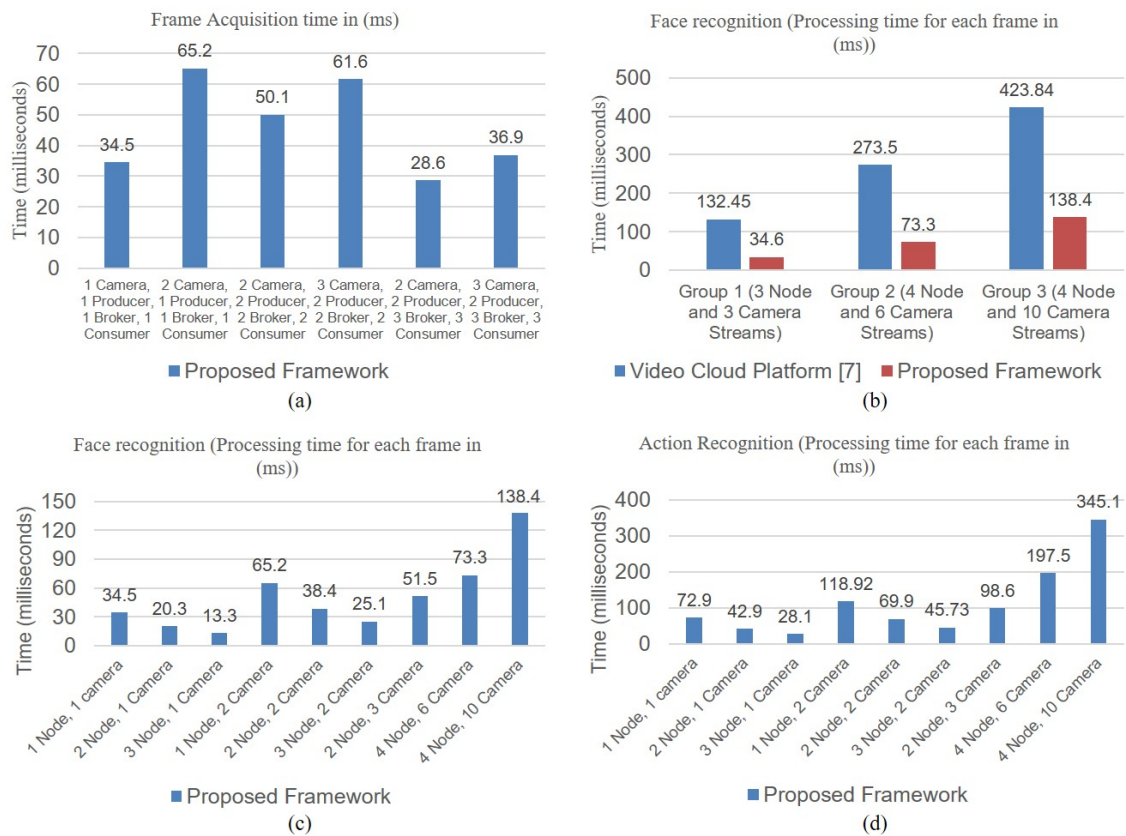 Frame Acquisition time in (ms)
Time (milliseconds)
70
60
50
40
30
20
10
0
34.5
65.2
50.1
61.6
28.6
36.9
1 Camera,
1 Producer,
1 Broker, 1
Consumer
2 Camera,
1 Producer,
1 Broker, 1
Consumer
2 Camera,
2 Producer,
2 Broker, 2
Consumer
3 Camera,
2 Producer,
2 Broker, 2
Consumer
2 Camera,
2 Producer,
3 Broker, 3
Consumer
3 Camera,
2 Producer,
3 Broker, 3
Consumer
Proposed Framework
(a)
Face recognition (Processing time for each frame in
(ms))
Time (milliseconds)
500
400
300
200
100
0
132.45
34.6
273.5
73.3
423.84
138.4
Group 1 (3 Node
and 3 Camera
Streams)
Group 2 (4 Node
and 6 Camera
Streams)
Group 3 (4 Node
and 10 Camera
Streams)
Video Cloud Platform [7]
Proposed Framework
(b)
Face recognition (Processing time for each frame in
(ms))
Time (milliseconds)
150
120
90
60
30
0
34.5
20.3
13.3
65.2
38.4
25.1
51.5
73.3
138.4
1 Node, 1 camera
2 Node, 1 Camera
3 Node, 1 Camera
1 Node, 2 Camera
2 Node, 2 Camera
3 Node, 2 Camera
2 Node, 3 Camera
4 Node, 6 Camera
4 Node, 10 Camera
Proposed Framework
(c)
Action Recognition (Processing time for each frame in
(ms))
Time (milliseconds)
400
300
200
100
0
72.9
42.9
28.1
118.92
69.9
45.73
98.6
197.5
345.1
1 Node, 1 camera
2 Node, 1 Camera
3 Node, 1 Camera
1 Node, 2 Camera
2 Node, 2 Camera
3 Node, 2 Camera
2 Node, 3 Camera
4 Node, 6 Camera
4 Node, 10 Camera
Proposed Framework
(d)